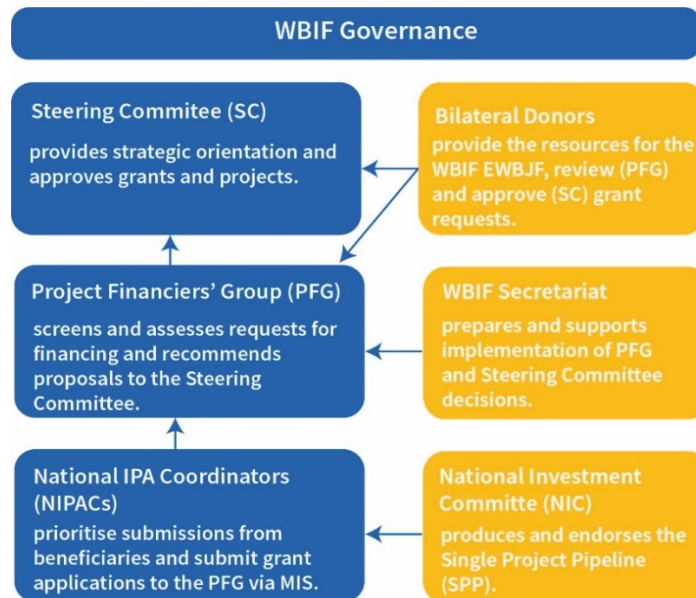 WBIF Governance
Steering Commitee (SC)
provides strategic orientation and
approves grants and projects.
Bilateral Donors
provide the resources for the
WBIF EWBJF, review (PFG)
and approve (SC) grant
requests.
Project Financiers’ Group (PFG)
screens and assesses requests for
financing and recommends
proposals to the Steering
Committee.
WBIF Secretariat
prepares and supports
implementation of PFG
and Steering Committee
decisions.
National IPA Coordinators
(NIPACs)
prioritise submissions from
beneficiaries and submit grant
applications to the PFG via MIS.
National Investment
Committe (NIC)
produces and endorses the
Single Project Pipeline
(SPP).